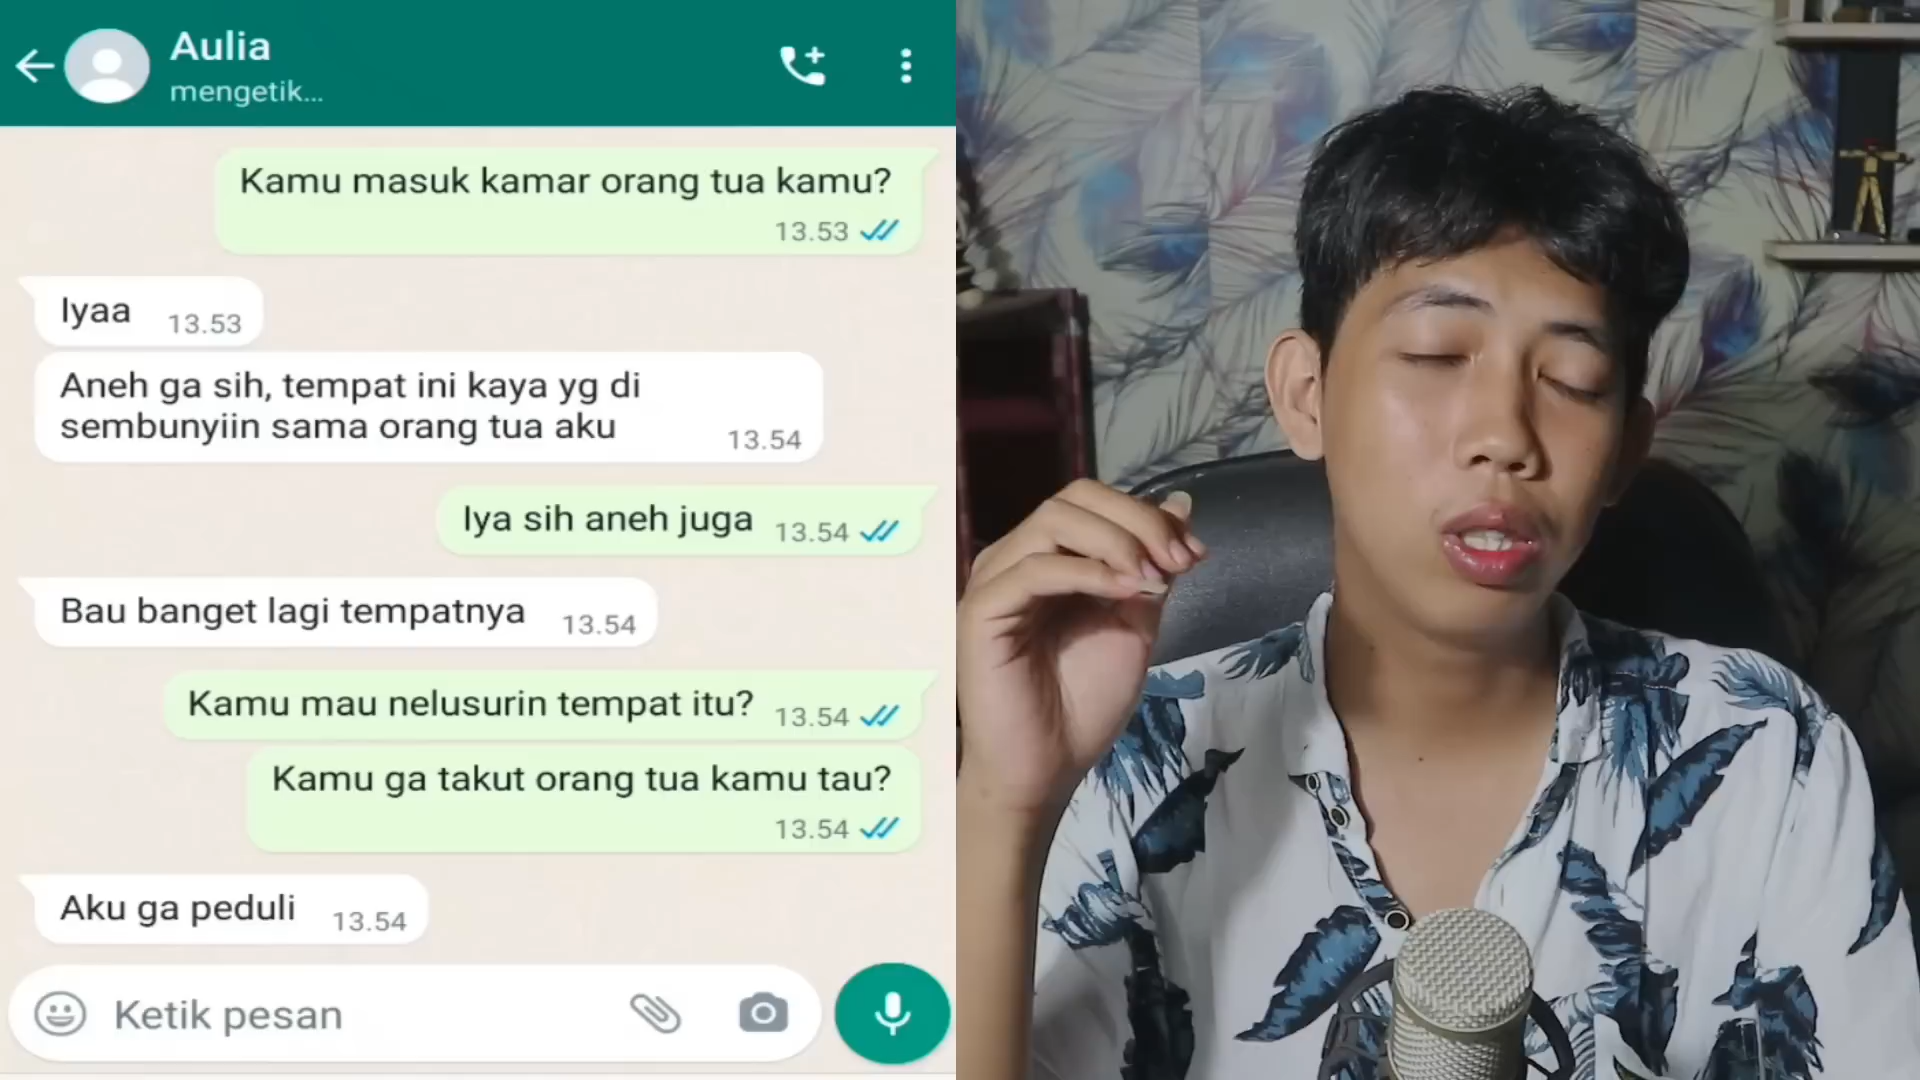 Aulia
mengetik...
Kamu masuk kamar orang tua kamu?
13.53
Iyaa 13.53
Aneh ga sih, tempat ini kaya yg di
sembunyiin sama orang tua aku 13.54
Iya sih aneh juga 13.54
Bau banget lagi tempatnya 13.54
Kamu mau nelusurin tempat itu? 13.54
Kamu ga takut orang tua kamu tau?
13.54
Aku ga peduli 13.54
Ketik pesan